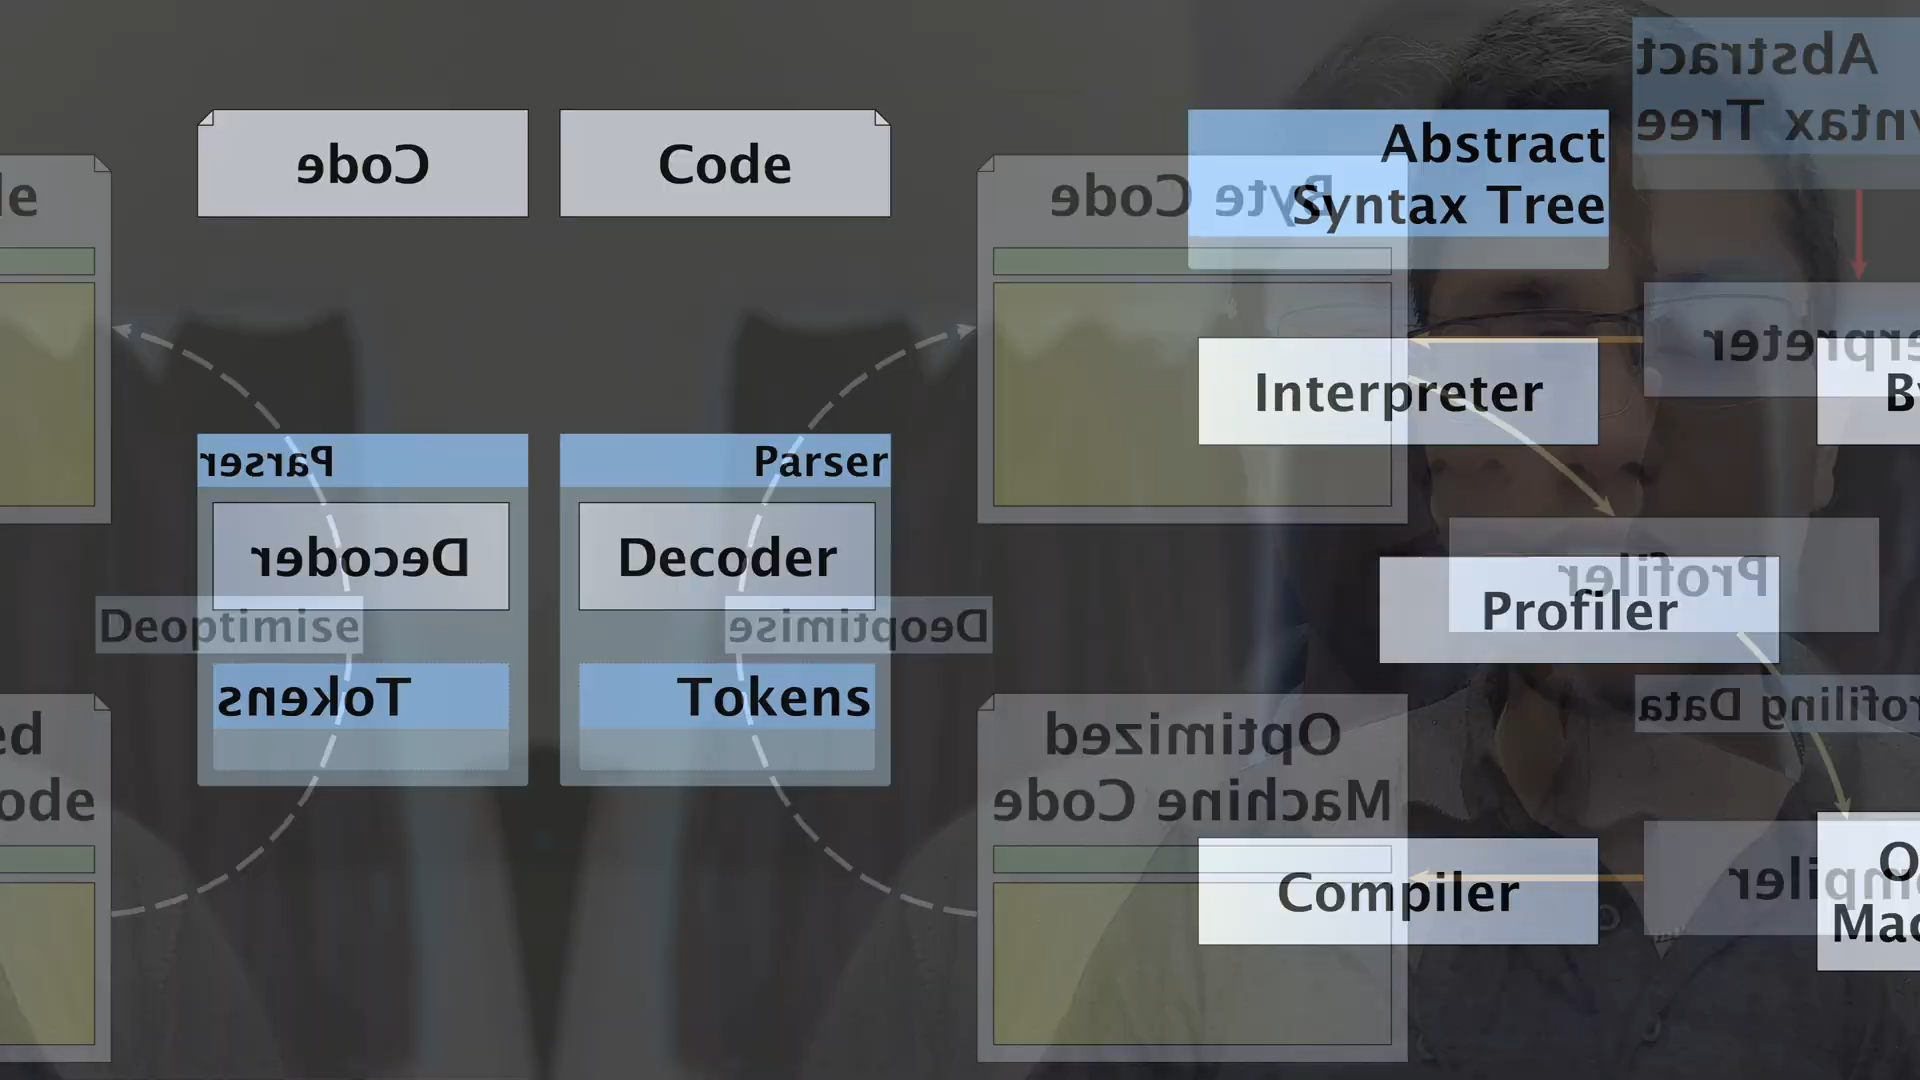 Code
Code
Abstract
Syntax Tree
Abstract
Syntax Tree
Byte Code
Interpreter
Parser
Parser
Decoder
Decoder
Deoptimise
Deoptimise
Tokens
Tokens
Profiler
Profiler
Profiling Data
Optimized
Machine Code
Compiler
Compiler